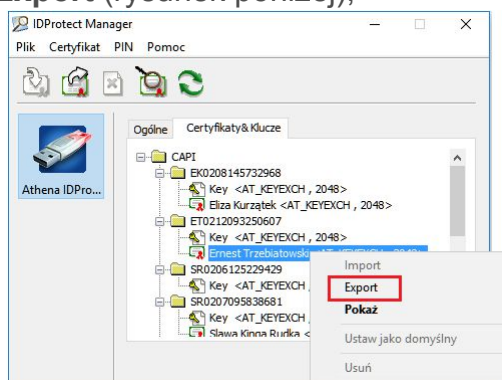 Export (rysunek poniżej),
IDProtect Manager
Plik Certyfikat PIN Pomoc
Athena IDPro...
Ogólne Certyfikaty& Klucze
CAPI
EK0208145732968
Key <AT_KEYEXCH , 2048>
Eliza Kurzątek <AT_KEYEXCH , 2048>
ET0212093250607
Key <AT_KEYEXCH , 2048>
Ernest Trzebiatowski
SR0206125229429
Key <AT_KEYEXCH ,
SR0207095838681
Key <AT_KEYEXCH ,
Slawa Kinga Rudka <
Import
Export
Pokaż
Ustaw jako domyślny
Usuń